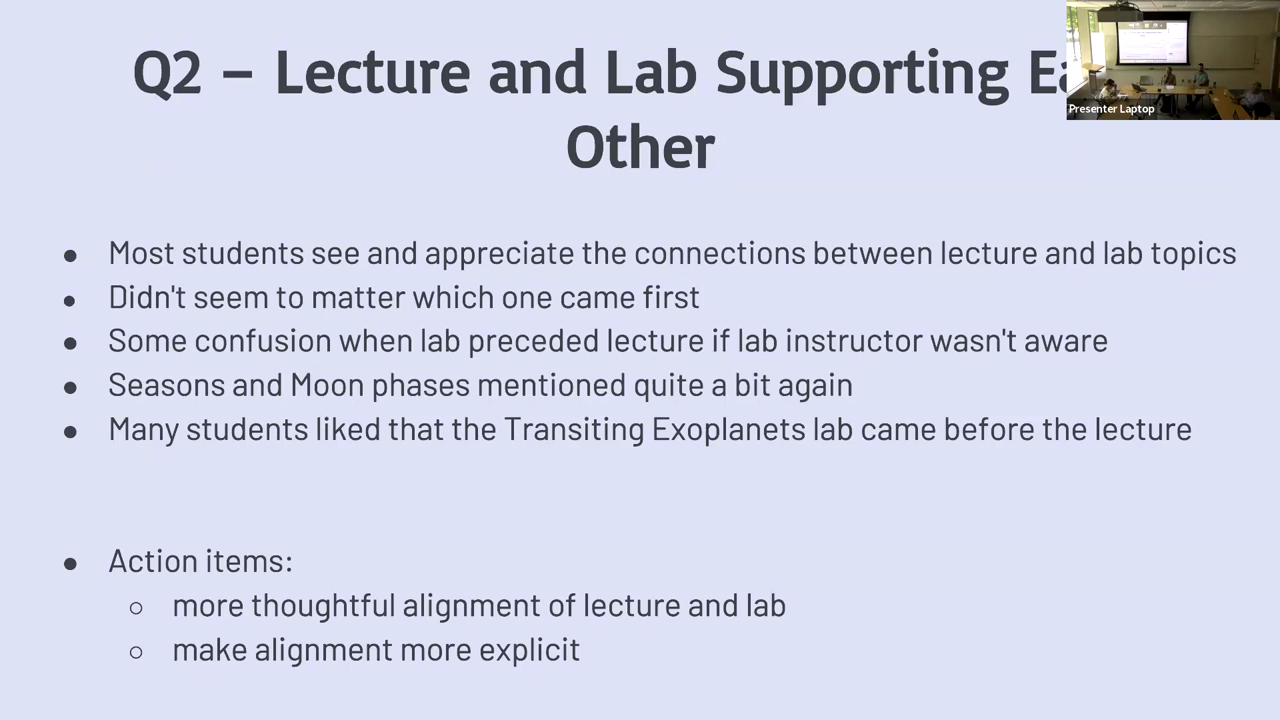 Q2 – Lecture and Lab Supporting Ea
Other
● Most students see and appreciate the connections between lecture and lab topics
● Didn't seem to matter which one came first
● Some confusion when lab preceded lecture if lab instructor wasn't aware
● Seasons and Moon phases mentioned quite a bit again
● Many students liked that the Transiting Exoplanets lab came before the lecture
● Action items:
○ more thoughtful alignment of lecture and lab
○ make alignment more explicit
Presenter Laptop